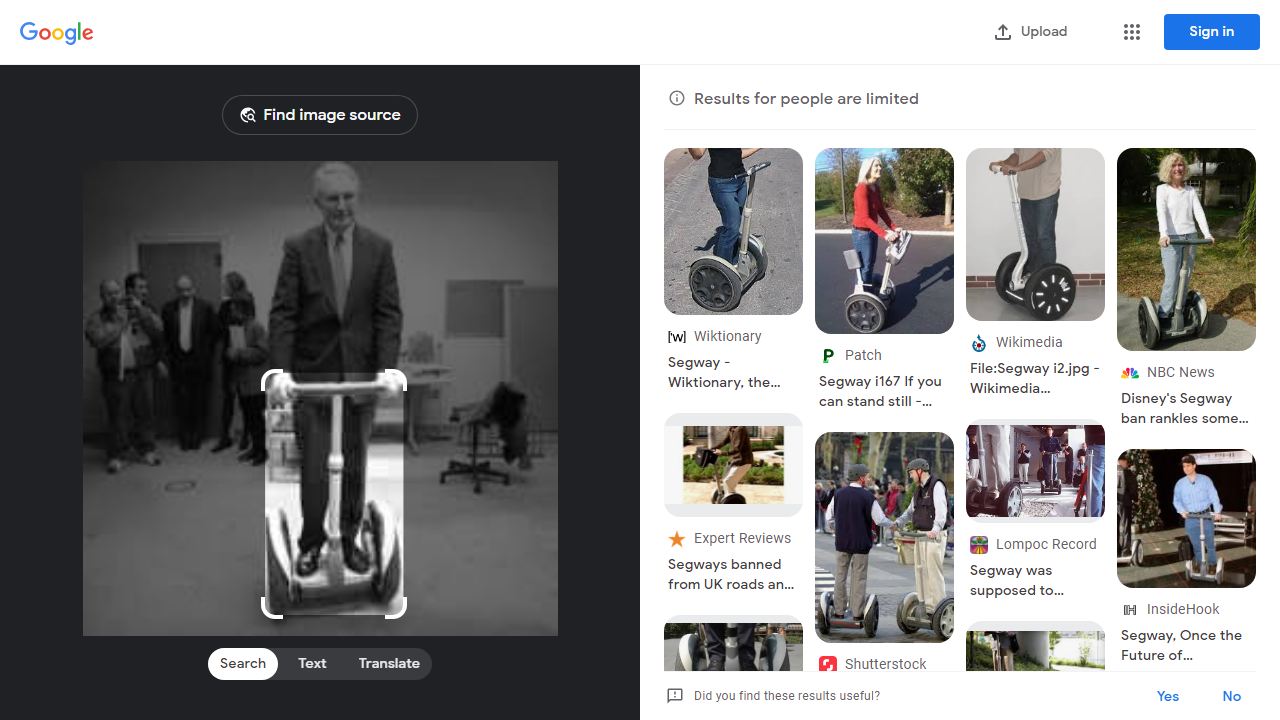 Google
Upload
Sign in
Find image source
Search
Text
Translate
Results for people are limited
['w] Wiktionary
Segway -
Wiktionary, the...
Expert Reviews
Segways banned
from UK roads an...
Patch
Segway i167 If you
can stand still -...
Shutterstock
Wikimedia
File:Segway i2.jpg -
Wikimedia...
Lompoc Record
Segway was
supposed to...
NBC News
Disney's Segway
ban rankles some...
InsideHook
Segway, Once the
Future of...
Did you find these results useful?
Yes
No